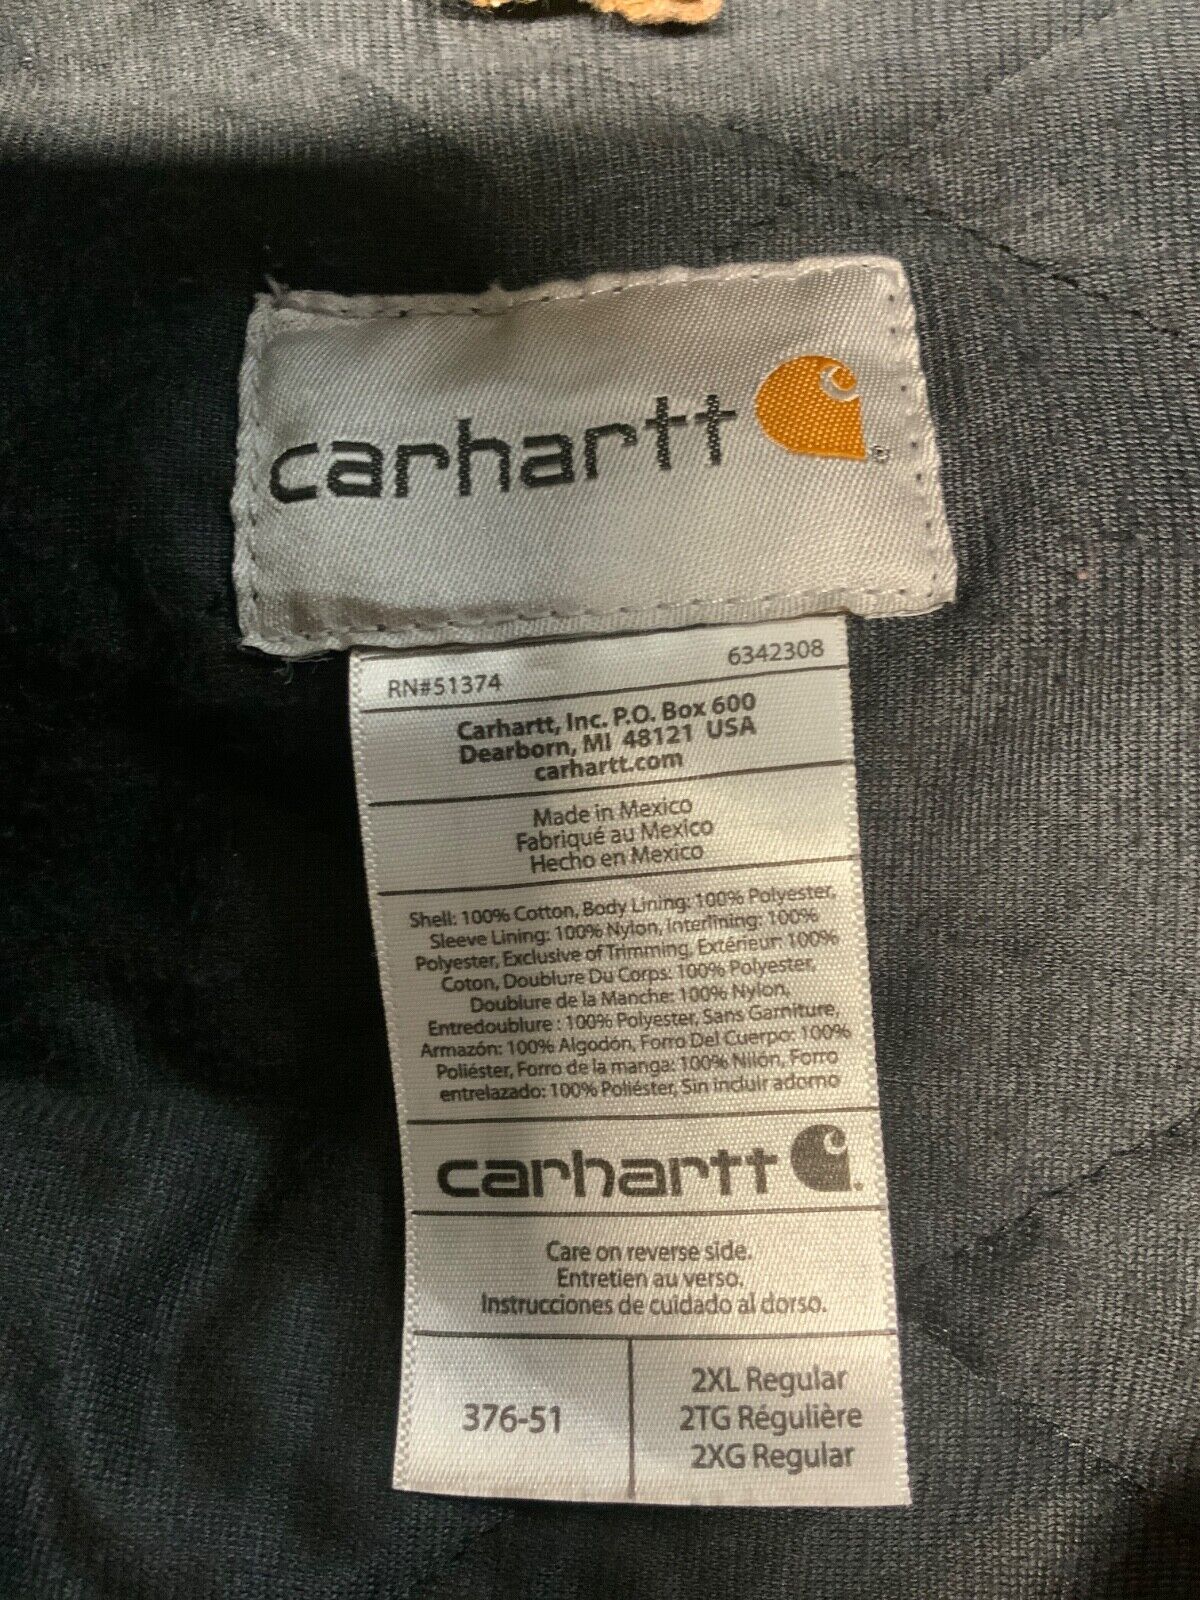 carhartt
RN#51374 6342308
Carhartt, Inc. P.O. Box 600
Dearborn, MI 48121 USA
carhartt.com
Made in Mexico
Fabriqué au Mexico
Hecho en Mexico
Shell: 100% Cotton, Body Lining: 100% Polyester,
Sleeve Lining: 100% Nylon, Interlining: 100%
Polyester, Exclusive of Trimming, Extérieur: 100%
Coton, Doublure Du Corps: 100% Polyester,
Doublure de la Manche: 100% Nylon,
Entredoublure : 100% Polyester, Sans Garniture,
Armazón: 100% Algodón, Forro Del Cuerpo: 100%
Poliéster, Forro de la manga: 100% Nilón, Forro
entrelazado: 100% Poliéster, Sin incluir adorno
carhartt
Care on reverse side.
Entretien au verso.
Instrucciones de cuidado al dorso.
376-51
2XL Regular
2TG Régulière
2XG Regular